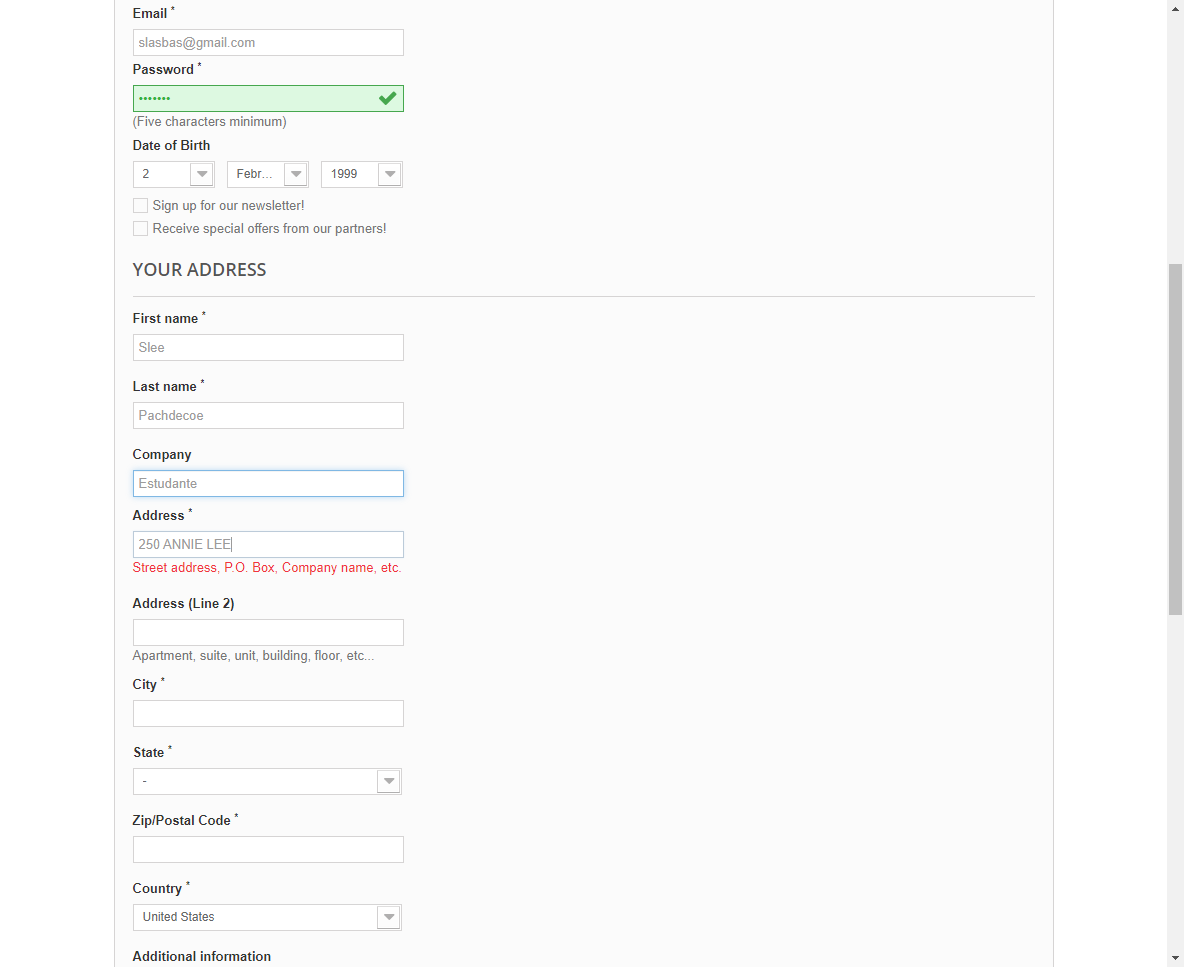 Email *
slasbas@gmail.com
Password *
•••••••
(Five characters minimum)
Date of Birth
2 Febr... 1999
Sign up for our newsletter!
Receive special offers from our partners!
YOUR ADDRESS
First name *
Slee
Last name *
Pachdecoe
Company
Estudante
Address *
250 ANNIE LEE
Street address, P.O. Box, Company name, etc.
Address (Line 2)
Apartment, suite, unit, building, floor, etc...
City *
State *
-
Zip/Postal Code *
Country *
United States
Additional information